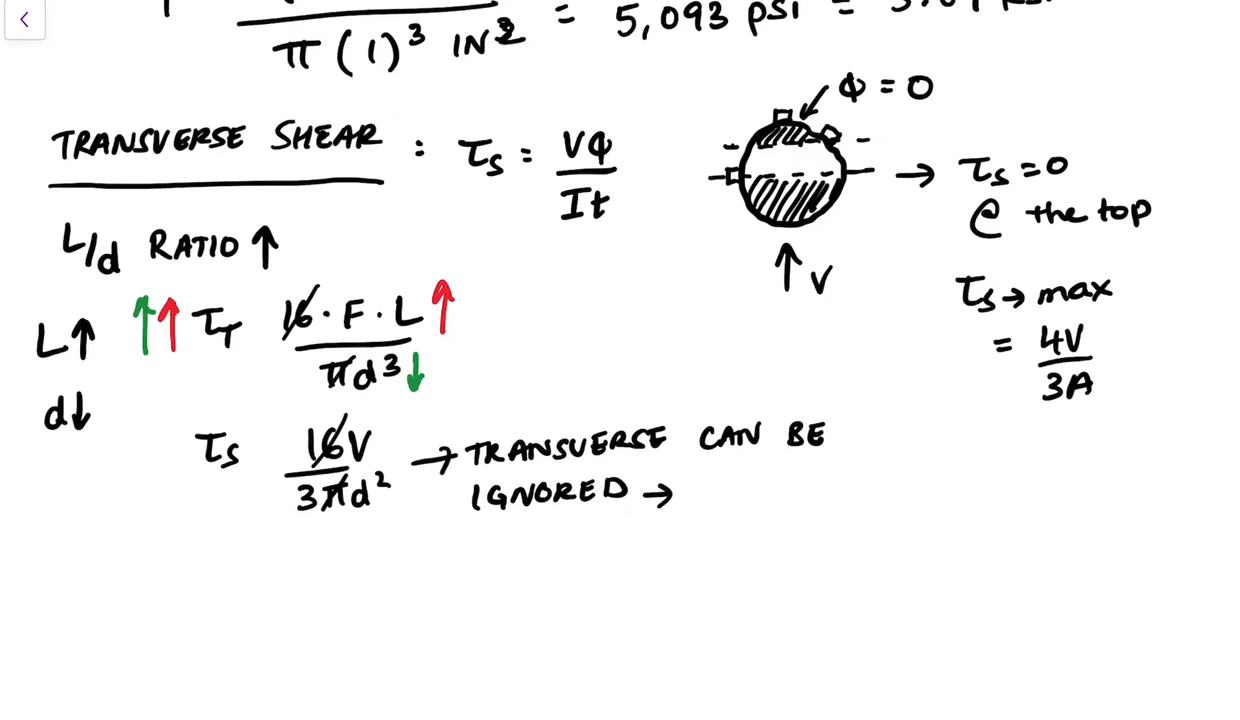 π (1)³ IN² = 5,093 psi =
TRANSVERSE SHEAR : τs = VΦ / It
Φ = 0
→ τs = 0
@ the top
L/d RATIO ↑
↑ V
τs → max
= 4V / 3A
L↑ ↑↑ τT 16 · F · L ↑ / πd³ ↓
d↓
τs 16V / 3πd² → TRANSVERSE CAN BE
IGNORED →